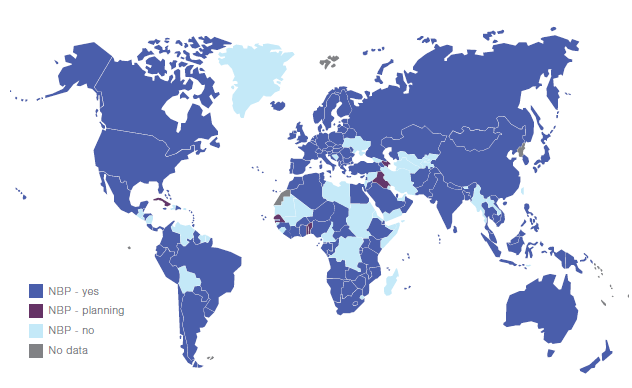 NBP - yes
NBP - planning
NBP - no
No data